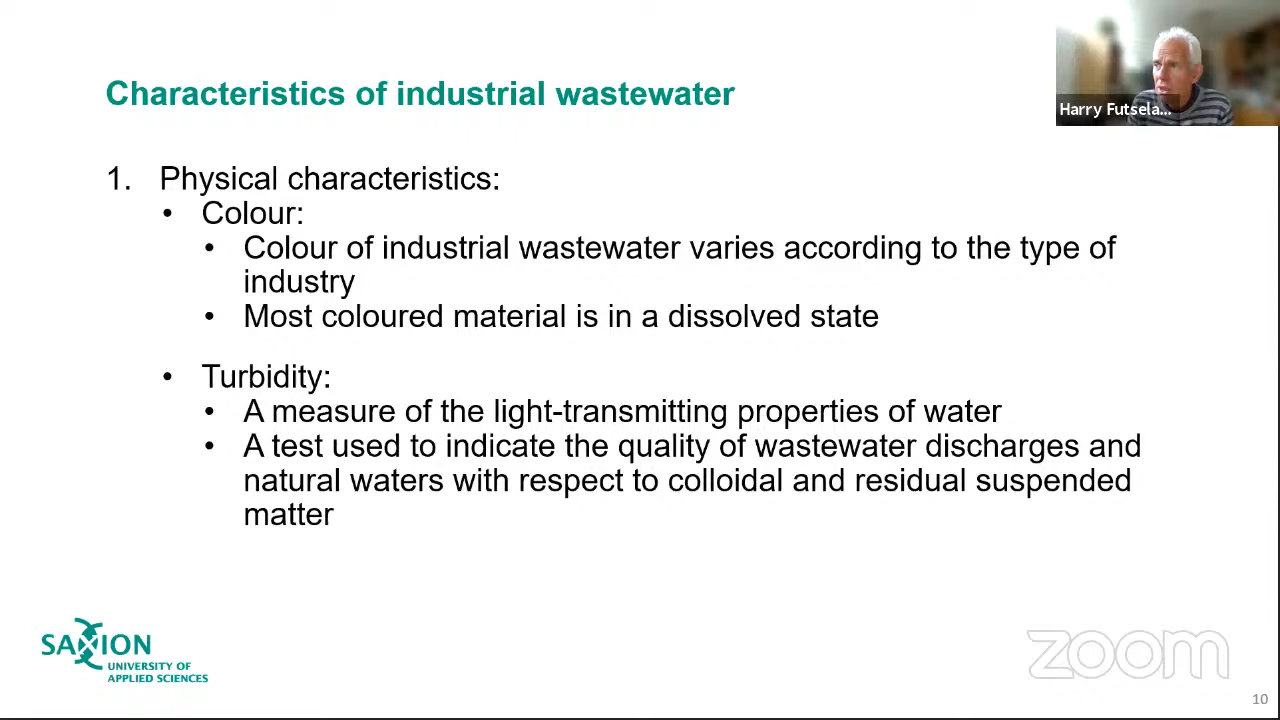 Characteristics of industrial wastewater
Harry Futsela...
1. Physical characteristics:
• Colour:
• Colour of industrial wastewater varies according to the type of
industry
• Most coloured material is in a dissolved state
• Turbidity:
• A measure of the light-transmitting properties of water
• A test used to indicate the quality of wastewater discharges and
natural waters with respect to colloidal and residual suspended
matter
SAXION
UNIVERSITY OF
APPLIED SCIENCES
zoom
10